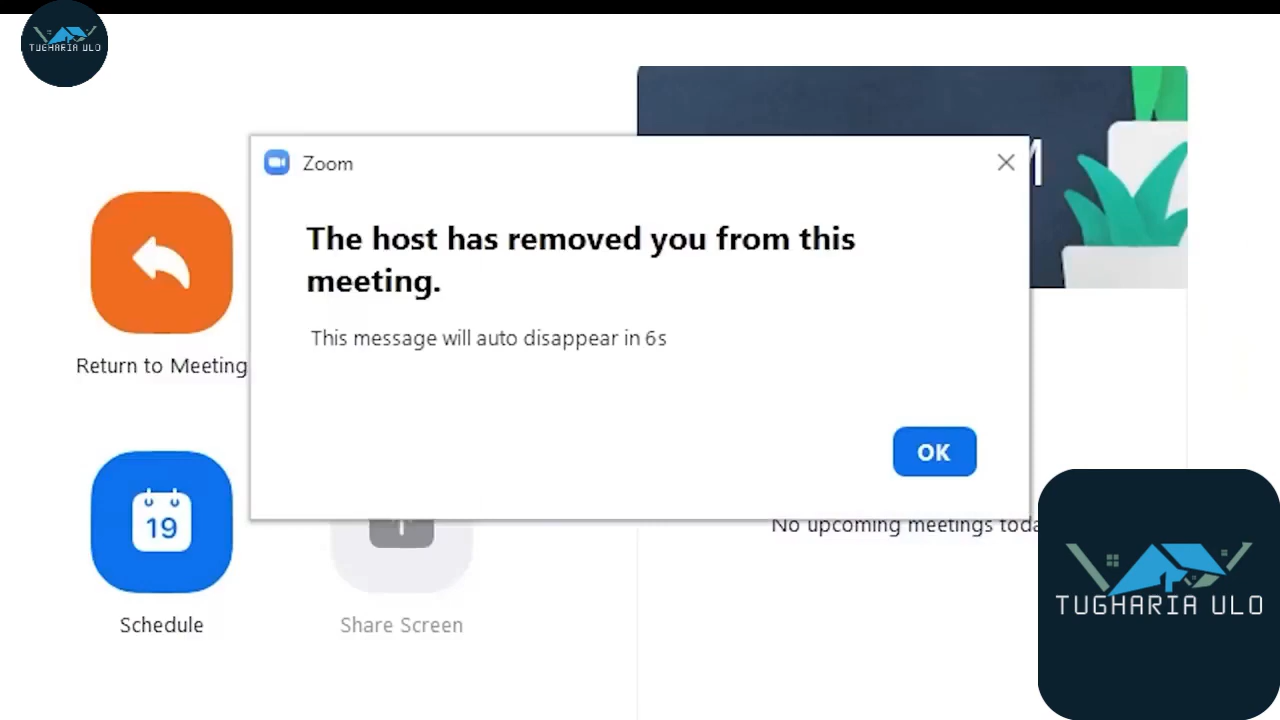 TUGHARIA ULO
M
Zoom
The host has removed you from this
meeting.
This message will auto disappear in 6s
Return to Meeting
OK
19
No upcoming meetings toda
Schedule
Share Screen
TUGHARIA ULO